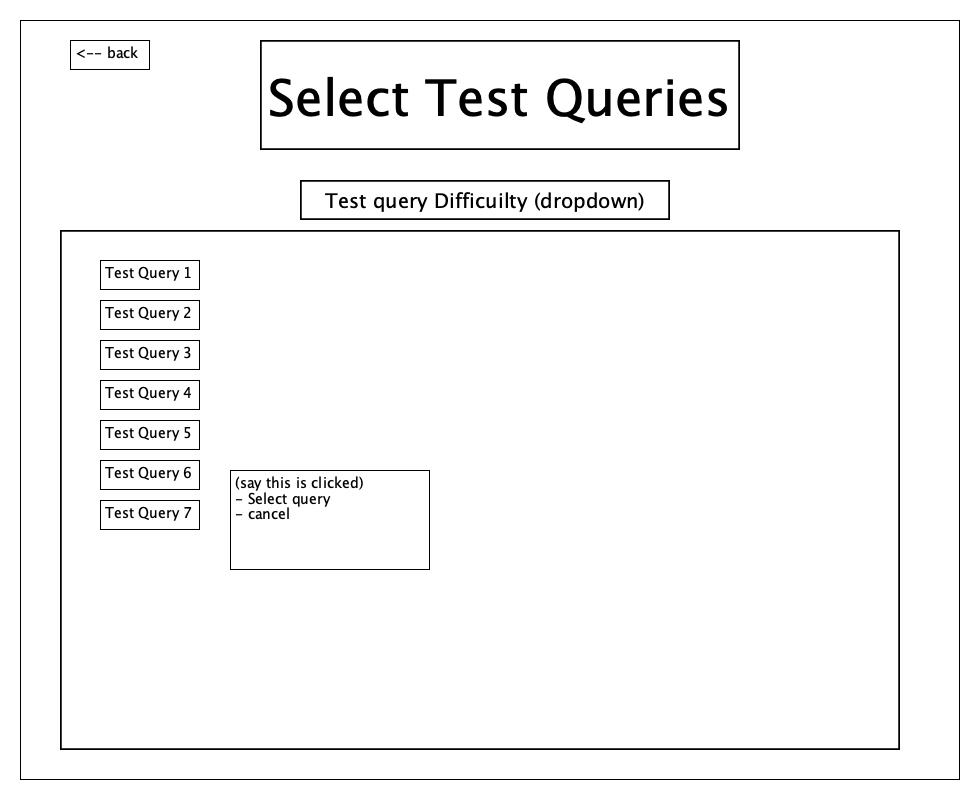 <-- back
Select Test Queries
Test query Difficuilty (dropdown)
Test Query 1
Test Query 2
Test Query 3
Test Query 4
Test Query 5
Test Query 6
Test Query 7
(say this is clicked)
- Select query
- cancel